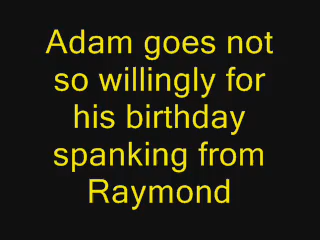 Adam goes not
so willingly for
his birthday
spanking from
Raymond